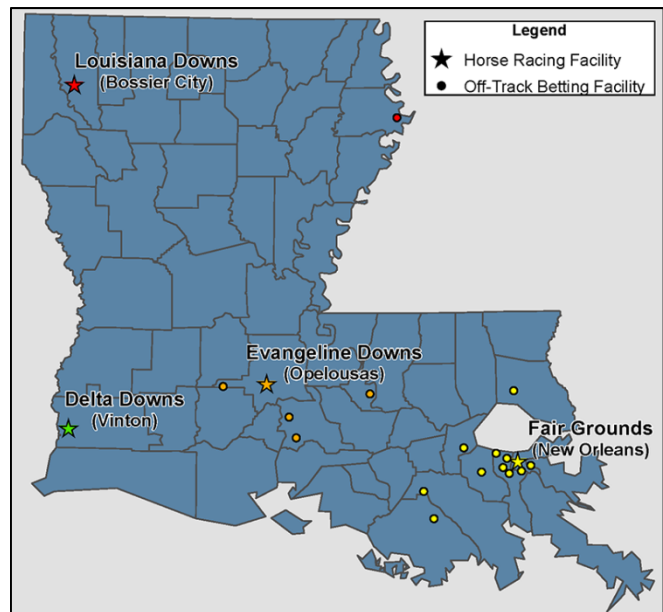 Legend
Horse Racing Facility
Off-Track Betting Facility
Louisiana Downs
(Bossier City)
Evangeline Downs
(Opelousas)
Delta Downs
(Vinton)
Fair Grounds
(New Orleans)